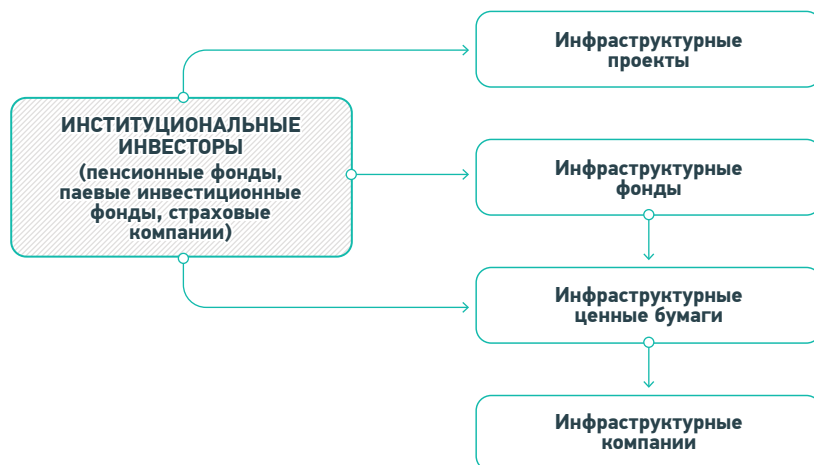 Инфраструктурные
проекты
ИНСТИТУЦИОНАЛЬНЫЕ
ИНВЕСТОРЫ
(пенсионные фонды,
паевые инвестиционные
фонды, страховые
компании)
Инфраструктурные
фонды
Инфраструктурные
ценные бумаги
Инфраструктурные
компании